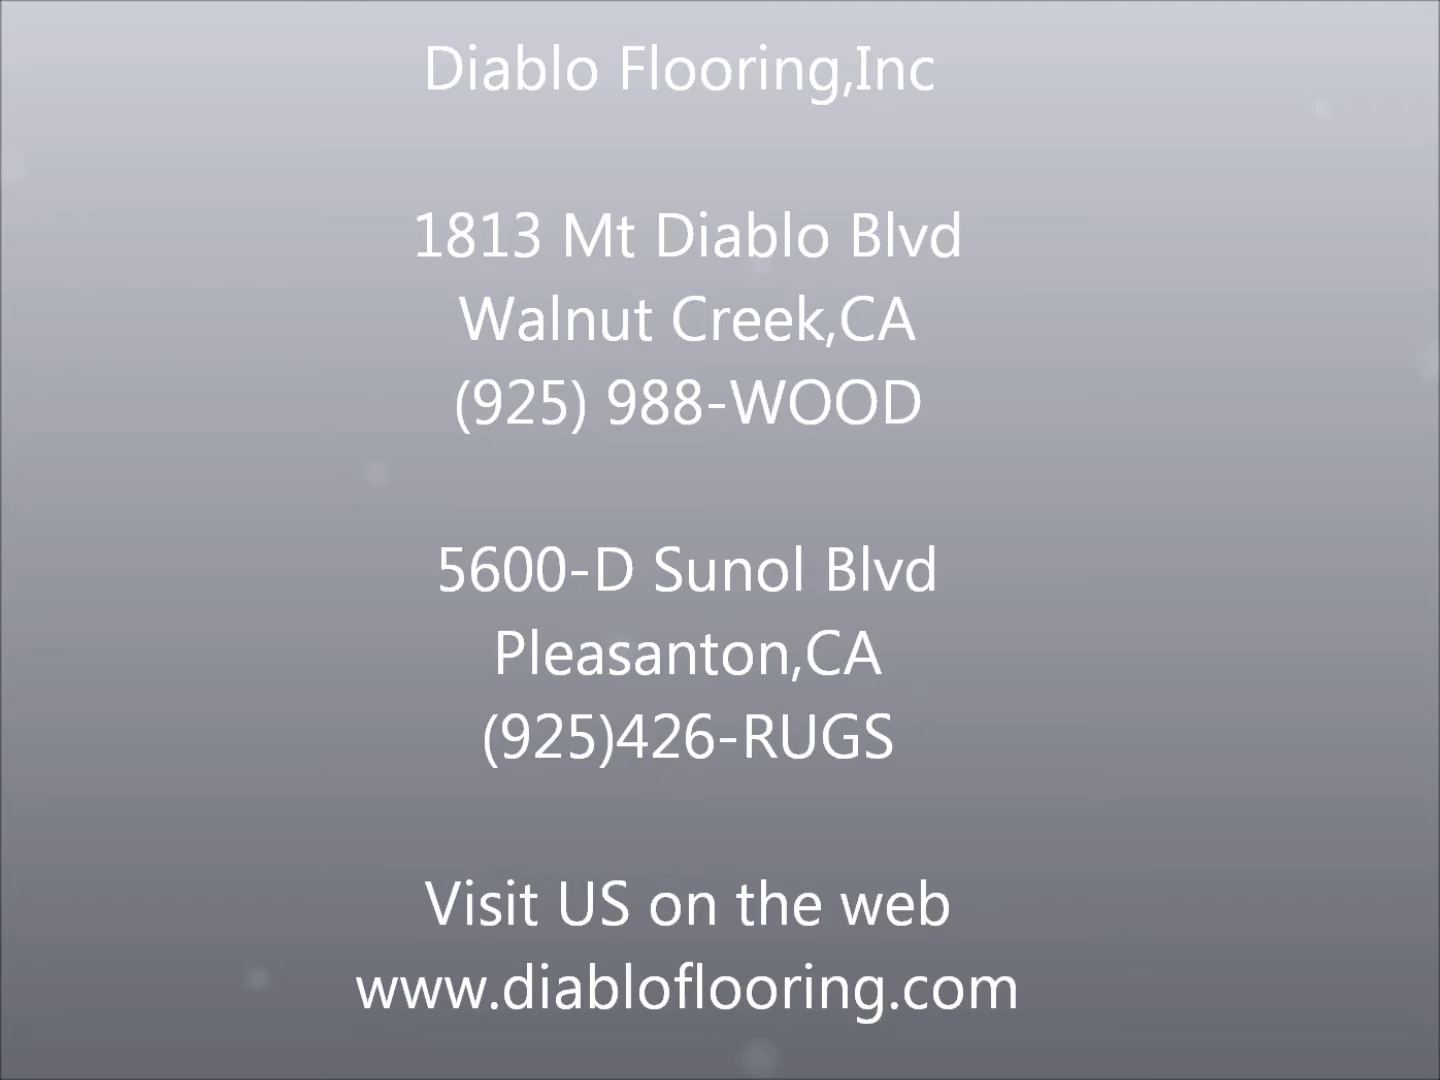 Diablo Flooring,Inc
1813 Mt Diablo Blvd
Walnut Creek,CA
(925) 988-WOOD
5600-D Sunol Blvd
Pleasanton,CA
(925)426-RUGS
Visit US on the web
www.diabloflooring.com